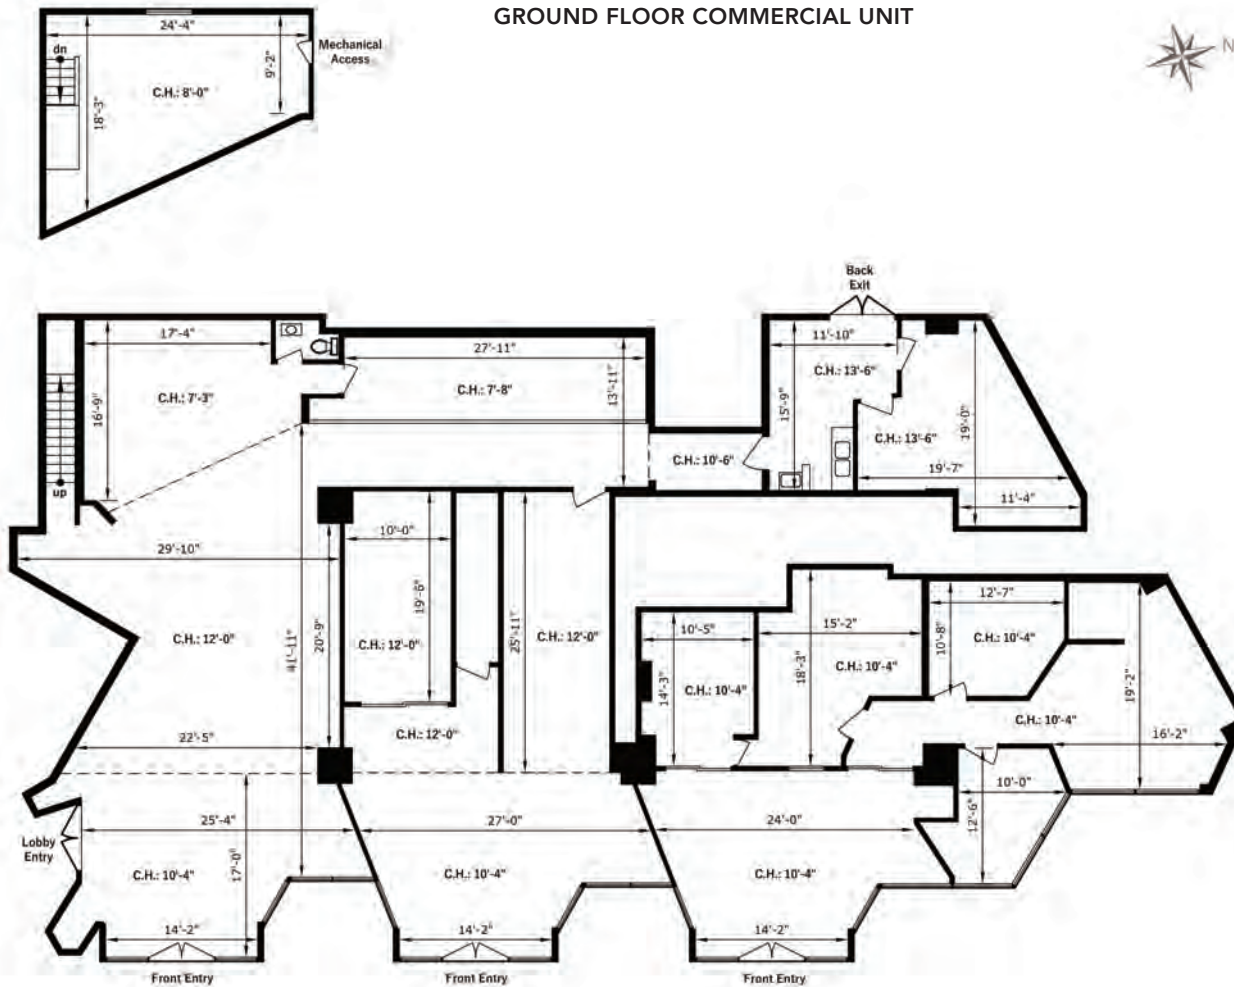 GROUND FLOOR COMMERCIAL UNIT
N
24'-4"
dn
Mechanical
Access
9'-2"
C.H.: 8'-0"
18'-3"
Back
Exit
17'-4"
27'-11"
11'-10"
C.H.: 7'-3"
C.H.: 7'-8"
C.H.: 13'-6"
16'-9"
13'-11"
15'-9"
19'-0"
C.H.: 13'-6"
C.H.: 10'-6"
19'-7"
up
11'-4"
29'-10"
10'-0"
19'-6"
12'-7"
C.H.: 12'-0"
C.H.: 12'-0"
C.H.: 12'-0"
41'-11"
20'-9"
25'-11"
10'-5"
15'-2"
10'-8"
C.H.: 10'-4"
14'-3"
18'-3"
C.H.: 10'-4"
C.H.: 10'-4"
19'-2"
C.H.: 10'-4"
22'-5"
C.H.: 12'-0"
16'-2"
10'-0"
12'-6"
25'-4"
27'-0"
24'-0"
Lobby
Entry
17'-0"
C.H.: 10'-4"
C.H.: 10'-4"
C.H.: 10'-4"
14'-2"
14'-2"
14'-2"
Front Entry
Front Entry
Front Entry